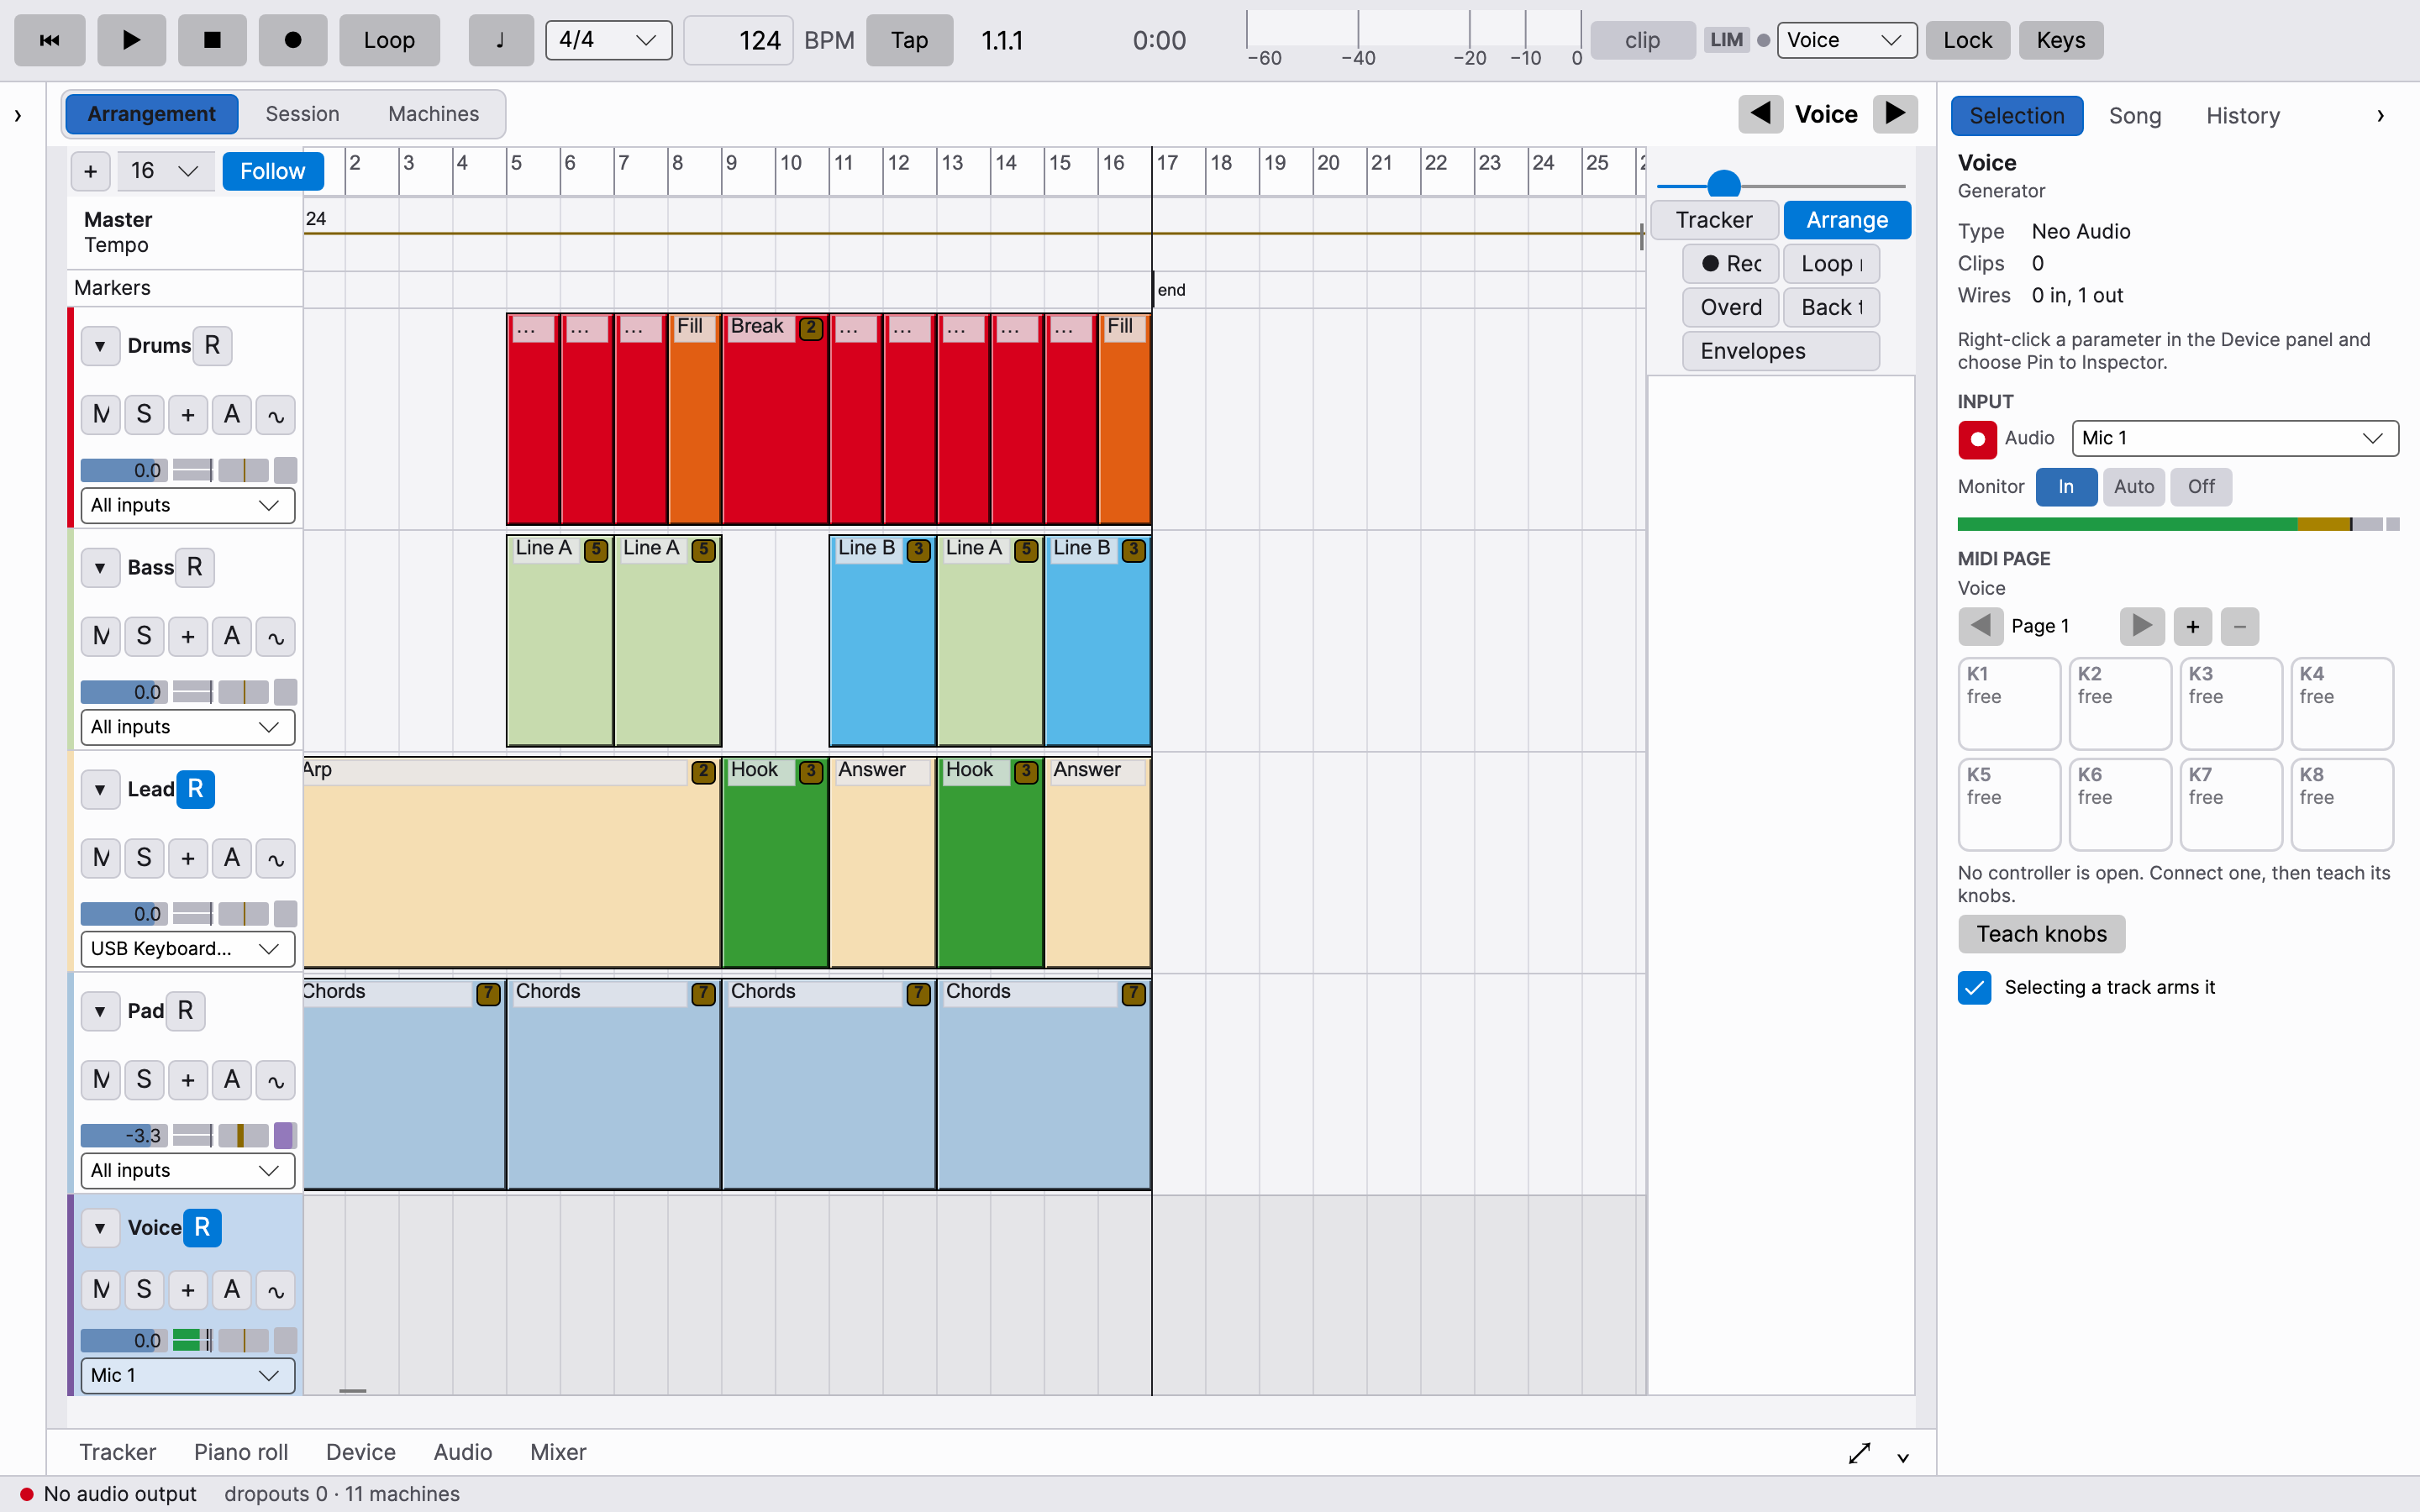 Loop 4/4 124 BPM Tap 1.1.1 0:00 −60 −40 −20 −10 0 clip LIM Voice Lock Keys
Arrangement Session Machines Voice
Selection Song History
16 Follow 2 3 4 5 6 7 8 9 10 11 12 13 14 15 16 17 18 19 20 21 22 23 24 25
Master
Tempo
24
Markers
end
Tracker Arrange
Rec Loop
Overd Back t
Envelopes
Drums R
... ... ... Fill Break 2 ... ... ... ... ... Fill
M S + A
0.0
All inputs
Bass R
Line A 5 Line A 5 Line B 3 Line A 5 Line B 3
M S + A
0.0
All inputs
Lead R
Arp 2 Hook 3 Answer Hook 3 Answer
M S + A
0.0
USB Keyboard...
Pad R
Chords 7 Chords 7 Chords 7 Chords 7
M S + A
-3.3
All inputs
Voice R
M S + A
0.0
Mic 1
Voice
Generator
Type Neo Audio
Clips 0
Wires 0 in, 1 out
Right-click a parameter in the Device panel and
choose Pin to Inspector.
INPUT
Audio Mic 1
Monitor In Auto Off
MIDI PAGE
Voice
Page 1 + −
K1 K2 K3 K4
free free free free
K5 K6 K7 K8
free free free free
No controller is open. Connect one, then teach its
knobs.
Teach knobs
Selecting a track arms it
Tracker Piano roll Device Audio Mixer
No audio output dropouts 0 · 11 machines